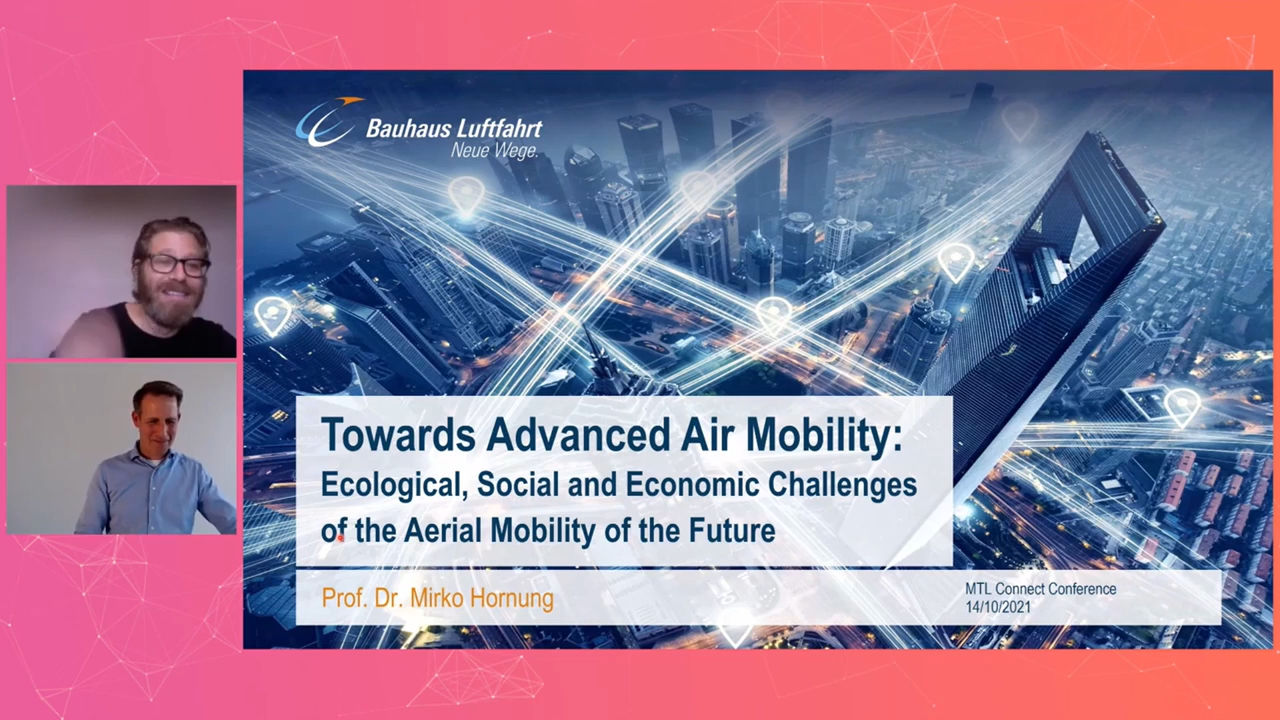 Bauhaus Luftfahrt
Neue Wege.
Towards Advanced Air Mobility:
Ecological, Social and Economic Challenges
of the Aerial Mobility of the Future
Prof. Dr. Mirko Hornung
MTL Connect Conference
14/10/2021